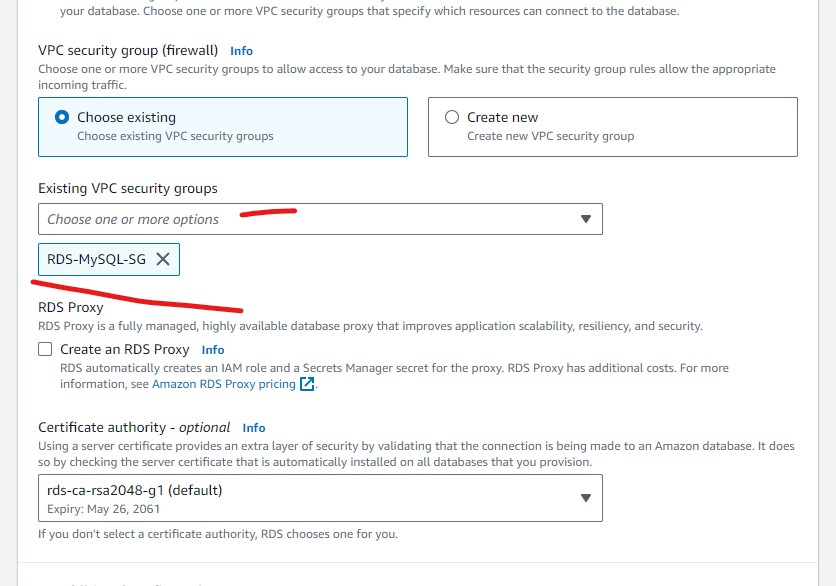 your database. Choose one or more VPC security groups that specify which resources can connect to the database.
VPC security group (firewall) Info
Choose one or more VPC security groups to allow access to your database. Make sure that the security group rules allow the appropriate
incoming traffic.
Choose existing
Choose existing VPC security groups
Create new
Create new VPC security group
Existing VPC security groups
Choose one or more options
RDS-MySQL-SG
RDS Proxy
RDS Proxy is a fully managed, highly available database proxy that improves application scalability, resiliency, and security.
Create an RDS Proxy Info
RDS automatically creates an IAM role and a Secrets Manager secret for the proxy. RDS Proxy has additional costs. For more
information, see Amazon RDS Proxy pricing.
Certificate authority - optional Info
Using a server certificate provides an extra layer of security by validating that the connection is being made to an Amazon database. It does
so by checking the server certificate that is automatically installed on all databases that you provision.
rds-ca-rsa2048-g1 (default)
Expiry: May 26, 2061
If you don't select a certificate authority, RDS chooses one for you.